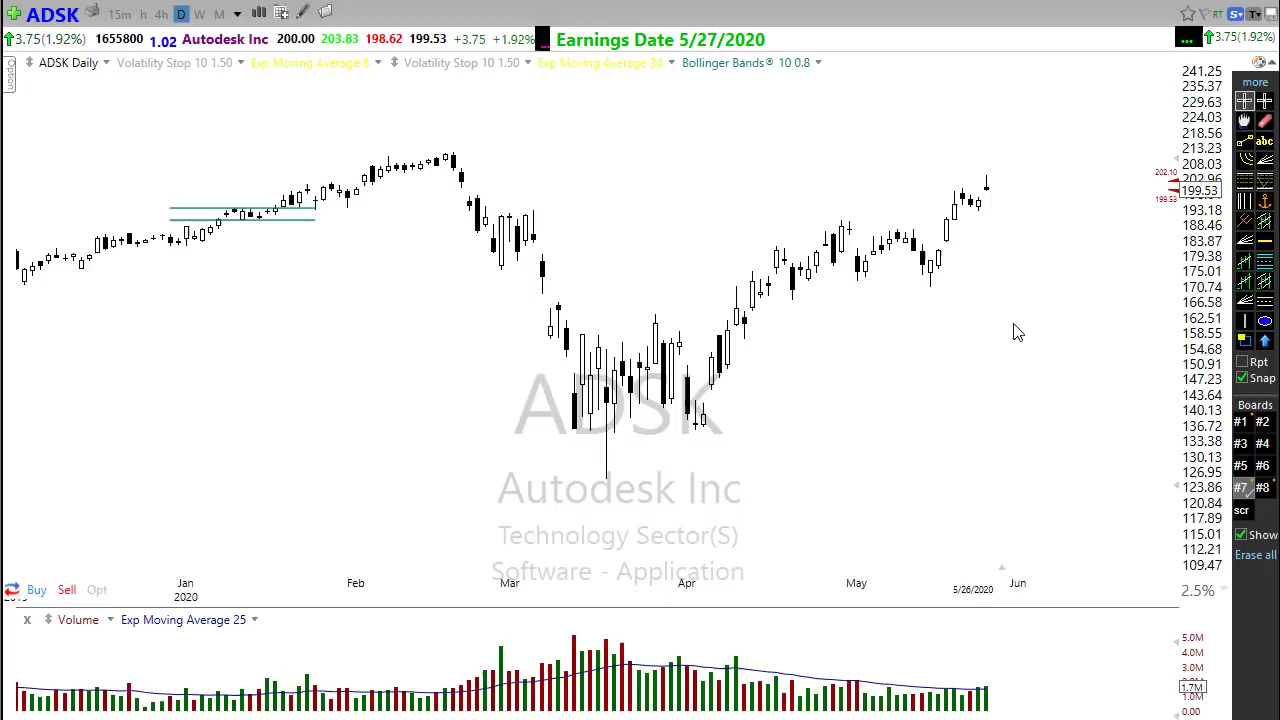 ADSK 15m h 4h D W M RT S T
3.75(1.92%) 1655800 1.02 Autodesk Inc 200.00 203.83 198.62 199.53 +3.75 +1.92% ... Earnings Date 5/27/2020 ... 3.75(1.92%)
Option
ADSK Daily Volatility Stop 10 1.50 Exp Moving Average 8 Volatility Stop 10 1.50 Exp Moving Average 34 Bollinger Bands® 10 0.8
241.25
235.37
229.63
224.03
218.56
213.23
208.03
202.10
202.96
199.53
199.53
193.18
188.46
183.87
179.38
175.01
170.74
166.58
162.51
158.55
154.68
150.91
147.23
143.64
140.13
136.72
133.38
130.13
126.95
123.86
120.84
117.89
115.01
112.21
109.47
2.5%
more
abc
Rpt
Snap
Boards
#1 #2
#3 #4
#5 #6
#7 #8
scr
Show
Erase all
ADSK
Autodesk Inc
Technology Sector(S)
Software - Application
Buy Sell Opt
Jan Feb Mar Apr May Jun
2020 5/26/2020
x Volume Exp Moving Average 25
5.0M
4.0M
3.0M
1.7M
1.0M
0.00